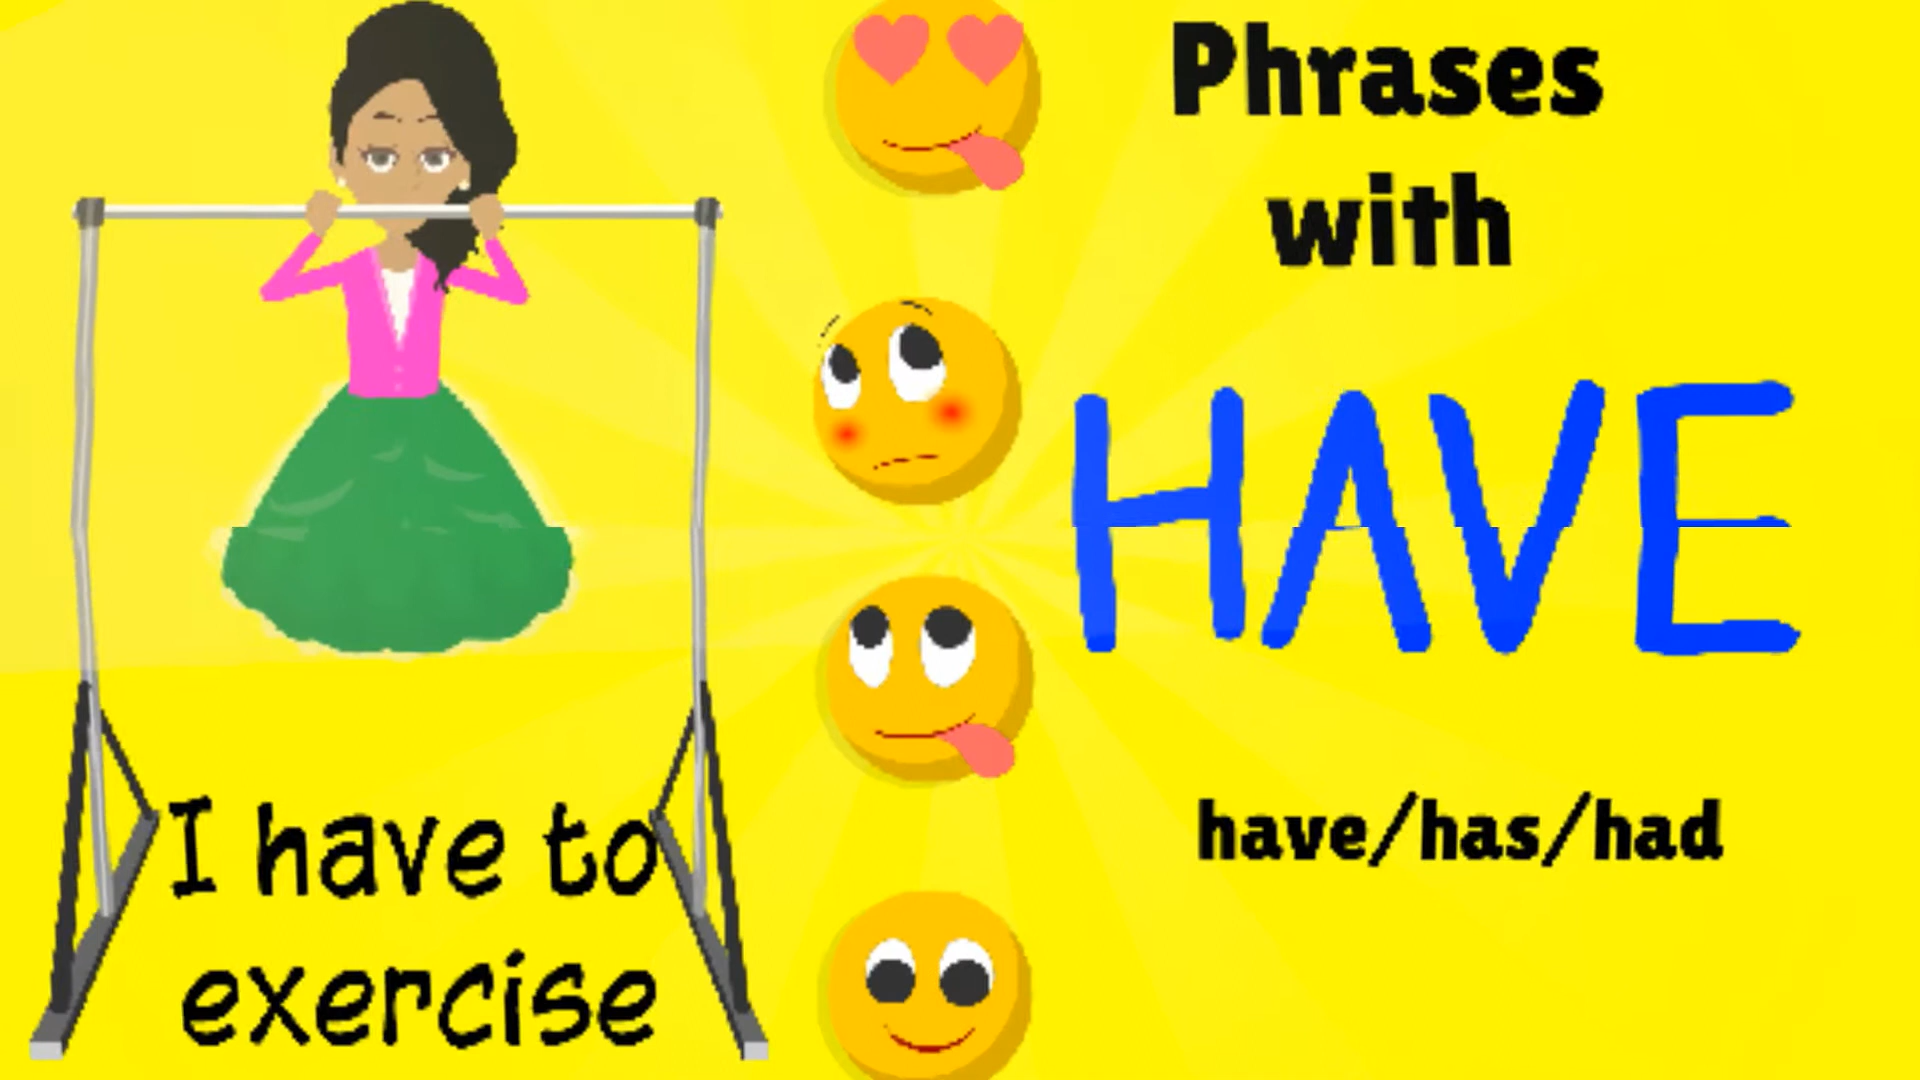 Phrases
with
HAVE
have/has/had
I have to
exercise